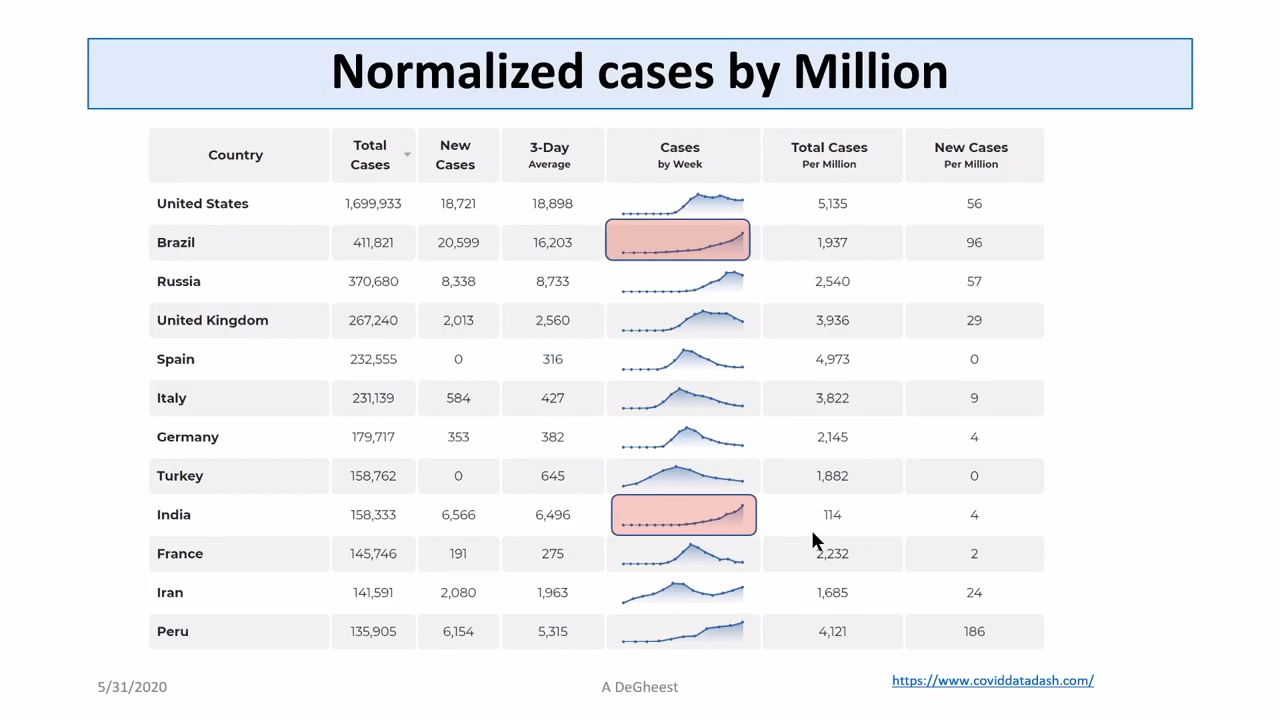 Normalized cases by Million
Country Total Cases New Cases 3-Day Average Cases by Week Total Cases Per Million New Cases Per Million
United States 1,699,933 18,721 18,898 5,135 56
Brazil 411,821 20,599 16,203 1,937 96
Russia 370,680 8,338 8,733 2,540 57
United Kingdom 267,240 2,013 2,560 3,936 29
Spain 232,555 0 316 4,973 0
Italy 231,139 584 427 3,822 9
Germany 179,717 353 382 2,145 4
Turkey 158,762 0 645 1,882 0
India 158,333 6,566 6,496 114 4
France 145,746 191 275 2,232 2
Iran 141,591 2,080 1,963 1,685 24
Peru 135,905 6,154 5,315 4,121 186
5/31/2020 A DeGheest https://www.coviddatadash.com/